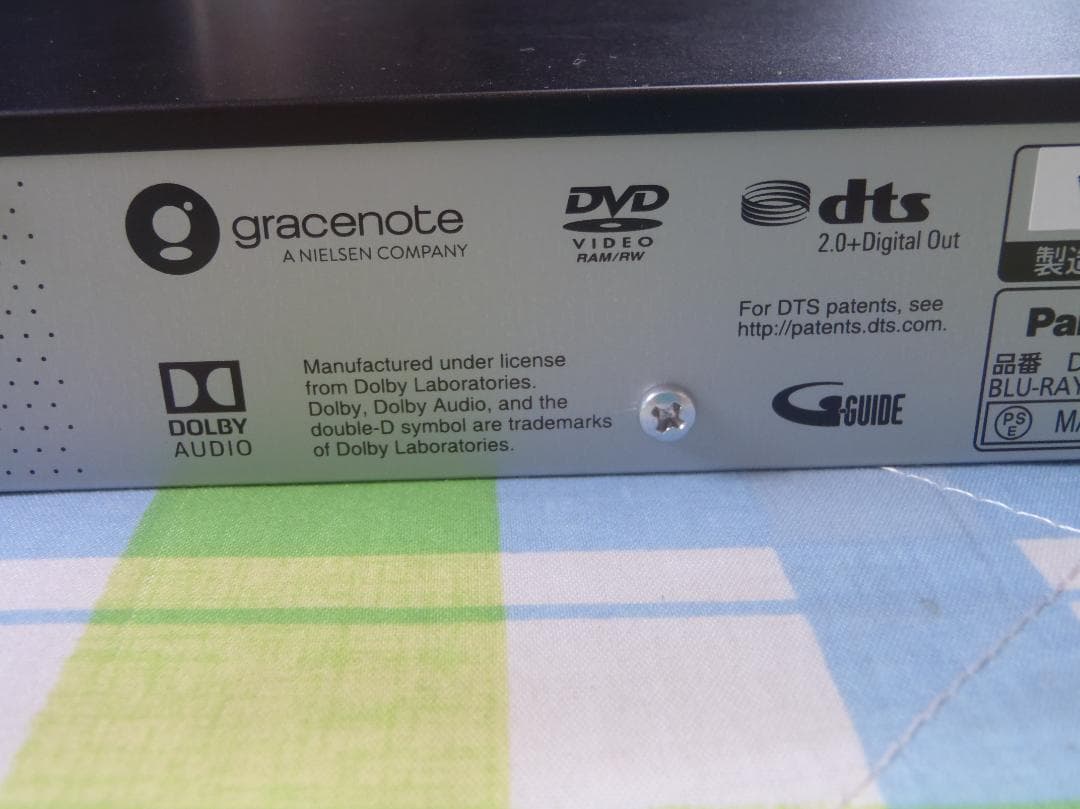 gracenote
A NIELSEN COMPANY
DVD
VIDEO
RAM/RW
dts
2.0+Digital Out
For DTS patents, see
http://patents.dts.com.
DOLBY
AUDIO
Manufactured under license
from Dolby Laboratories.
Dolby, Dolby Audio, and the
double-D symbol are trademarks
of Dolby Laboratories.
G-GUIDE
品番
BLU-RAY
PS
E